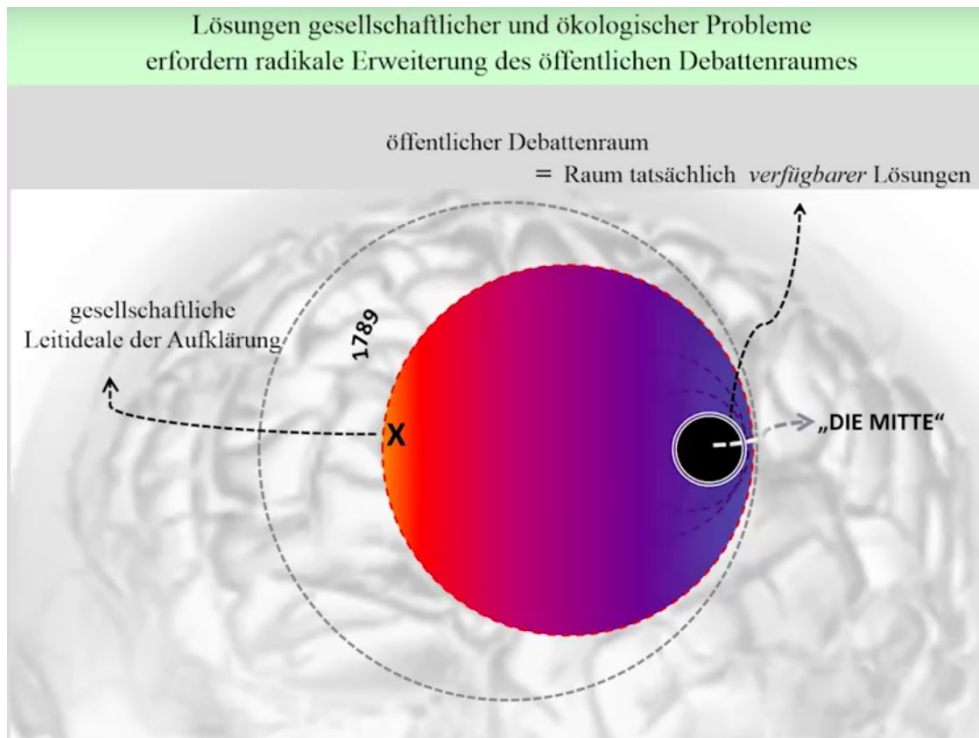 Lösungen gesellschaftlicher und ökologischer Probleme
erfordern radikale Erweiterung des öffentlichen Debattenraumes
öffentlicher Debattenraum
= Raum tatsächlich verfügbarer Lösungen
gesellschaftliche
Leitideale der Aufklärung
1789
X
„DIE MITTE“